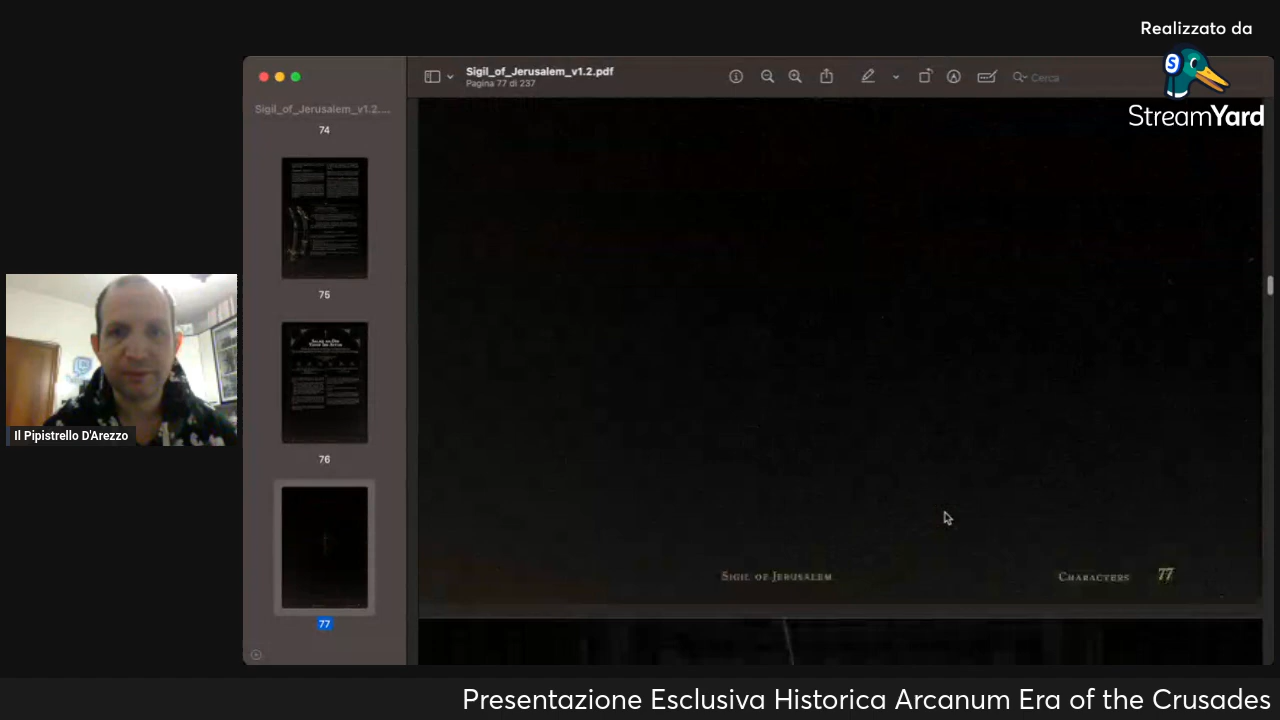 Realizzato da
StreamYard
Sigil_of_Jerusalem_v1.2.pdf
Pagina 77 di 237
Cerca
Sigil_of_Jerusalem_v1.2....
74
75
76
77
Sigil of Jerusalem
Characters 77
Il Pipistrello D'Arezzo
Presentazione Esclusiva Historica Arcanum Era of the Crusades